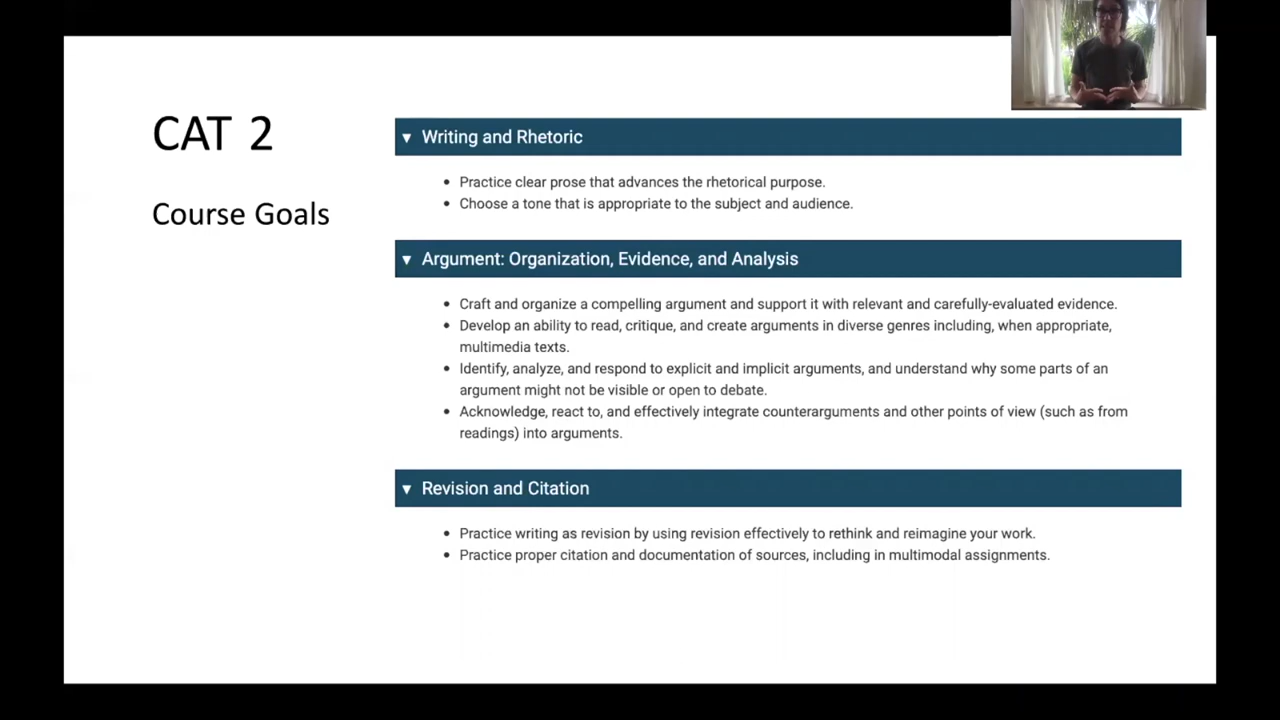 CAT 2
Course Goals
▼ Writing and Rhetoric
• Practice clear prose that advances the rhetorical purpose.
• Choose a tone that is appropriate to the subject and audience.
▼ Argument: Organization, Evidence, and Analysis
• Craft and organize a compelling argument and support it with relevant and carefully-evaluated evidence.
• Develop an ability to read, critique, and create arguments in diverse genres including, when appropriate,
multimedia texts.
• Identify, analyze, and respond to explicit and implicit arguments, and understand why some parts of an
argument might not be visible or open to debate.
• Acknowledge, react to, and effectively integrate counterarguments and other points of view (such as from
readings) into arguments.
▼ Revision and Citation
• Practice writing as revision by using revision effectively to rethink and reimagine your work.
• Practice proper citation and documentation of sources, including in multimodal assignments.